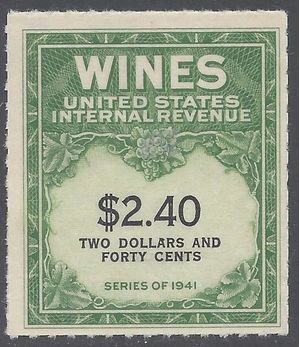 WINES
UNITED STATES
INTERNAL REVENUE
$2.40
TWO DOLLARS AND
FORTY CENTS
SERIES OF 1941